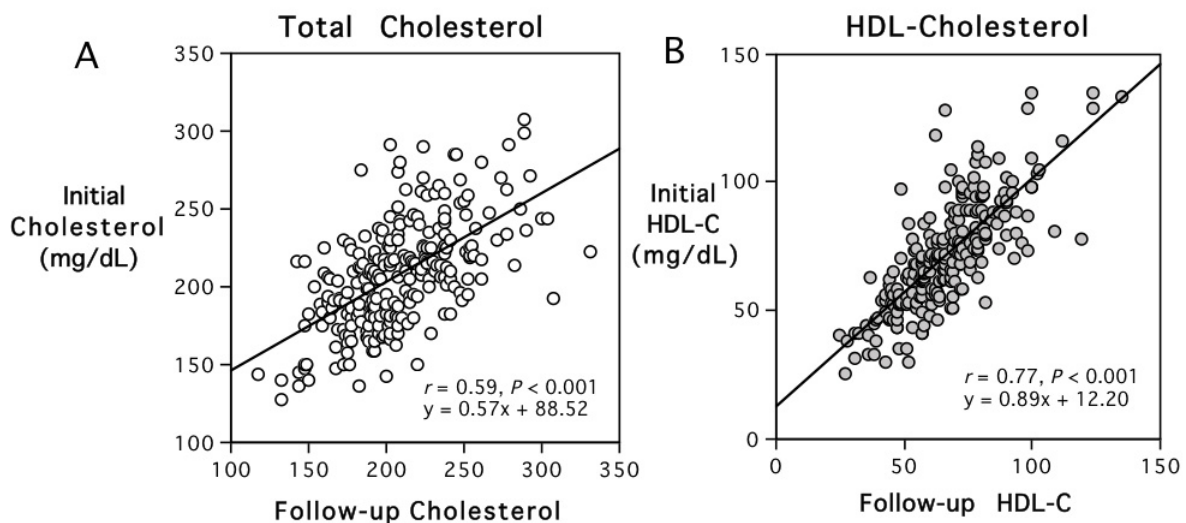 A
Total Cholesterol
350
300
250
200
150
100
Initial
Cholesterol
(mg/dL)
r = 0.59, P < 0.001
y = 0.57x + 88.52
100 150 200 250 300 350
Follow-up Cholesterol
B
HDL-Cholesterol
150
100
50
0
Initial
HDL-C
(mg/dL)
r = 0.77, P < 0.001
y = 0.89x + 12.20
0 50 100 150
Follow-up HDL-C